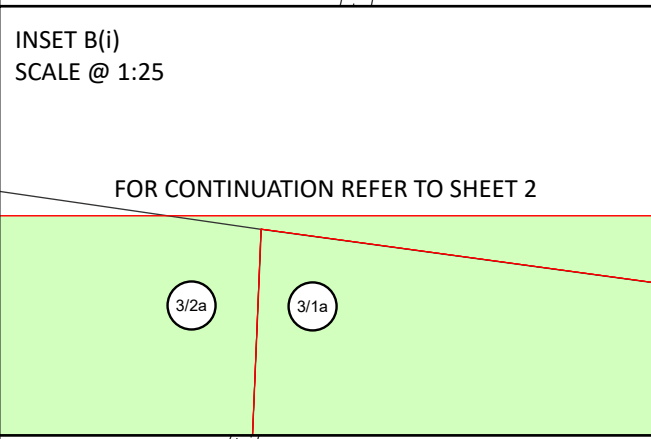 INSET B(i)
SCALE @ 1:25
FOR CONTINUATION REFER TO SHEET 2
3/2a
3/1a